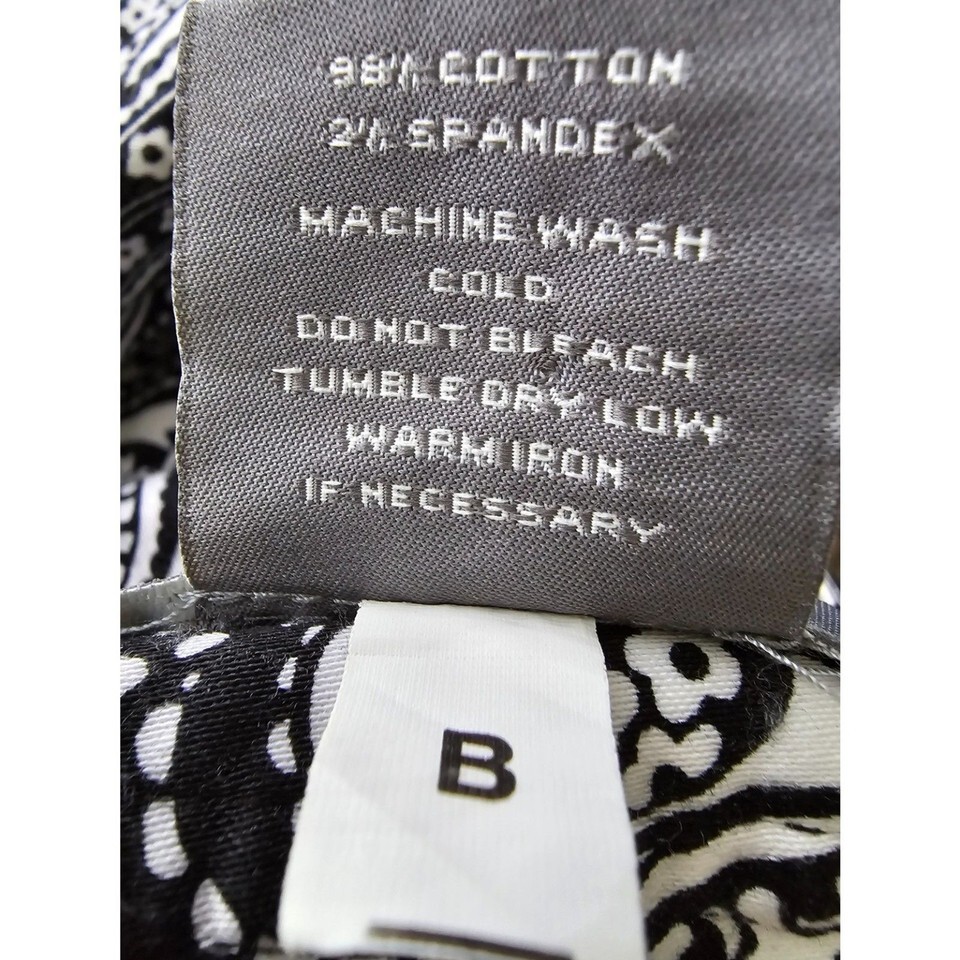 98% COTTON
2% SPANDEX
MACHINE WASH
COLD
DO NOT BLEACH
TUMBLE DRY LOW
WARM IRON
IF NECESSARY
B